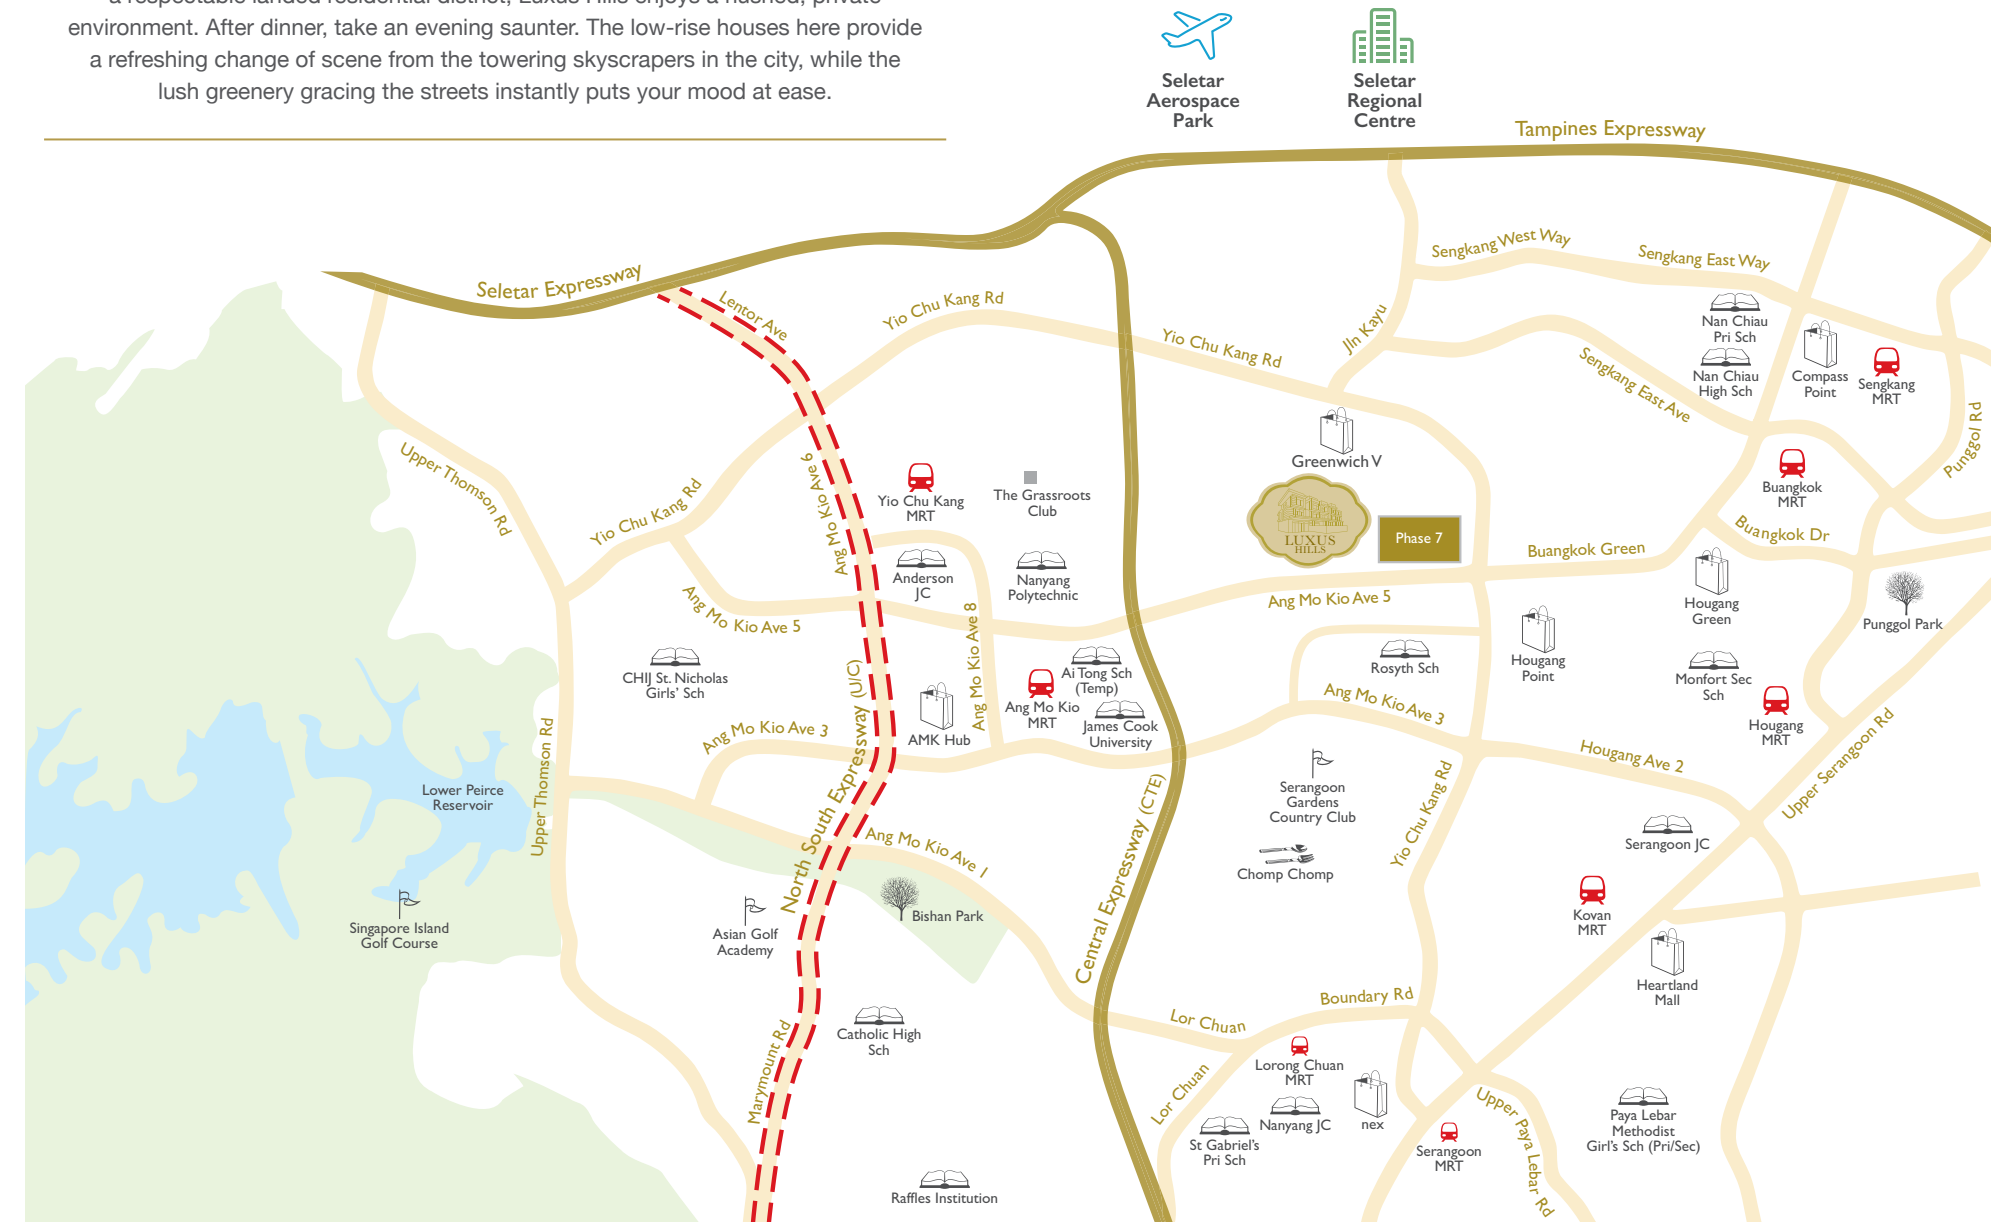 a respectable landed residential district, Luxus Hills enjoys a hushed, private
environment. After dinner, take an evening saunter. The low-rise houses here provide
a refreshing change of scene from the towering skyscrapers in the city, while the
lush greenery gracing the streets instantly puts your mood at ease.
Seletar
Aerospace
Park
Seletar
Regional
Centre
Tampines Expressway
Seletar Expressway
Lentor Ave
Yio Chu Kang Rd
Yio Chu Kang Rd
Jln Kayu
Sengkang West Way
Sengkang East Way
Sengkang East Ave
Nan Chiau
Pri Sch
Nan Chiau
High Sch
Compass
Point
Sengkang
MRT
Punggol Rd
Upper Thomson Rd
Yio Chu Kang Rd
Ang Mo Kio Ave 6
Yio Chu Kang
MRT
The Grassroots
Club
Greenwich V
LUXUS
HILLS
Phase 7
Buangkok
MRT
Buangkok Dr
Buangkok Green
Anderson
JC
Nanyang
Polytechnic
Ang Mo Kio Ave 5
Ang Mo Kio Ave 5
Ang Mo Kio Ave 8
Hougang
Green
Punggol Park
Hougang
Point
Rosyth Sch
Monfort Sec
Sch
Hougang
MRT
CHIJ St. Nicholas
Girls' Sch
Ai Tong Sch
(Temp)
Ang Mo Kio
MRT
James Cook
University
AMK Hub
Ang Mo Kio Ave 3
Ang Mo Kio Ave 3
Hougang Ave 2
Upper Serangoon Rd
Upper Thomson Rd
North South Expressway (U/C)
Lower Peirce
Reservoir
Ang Mo Kio Ave 1
Central Expressway (CTE)
Serangoon
Gardens
Country Club
Chomp Chomp
Yio Chu Kang Rd
Serangoon JC
Kovan
MRT
Heartland
Mall
Singapore Island
Golf Course
Asian Golf
Academy
Bishan Park
Marymount Rd
Catholic High
Sch
Lor Chuan
Boundary Rd
Lor Chuan
Lorong Chuan
MRT
Nanyang JC
nex
St Gabriel's
Pri Sch
Serangoon
MRT
Upper Paya Lebar Rd
Paya Lebar
Methodist
Girl's Sch (Pri/Sec)
Raffles Institution